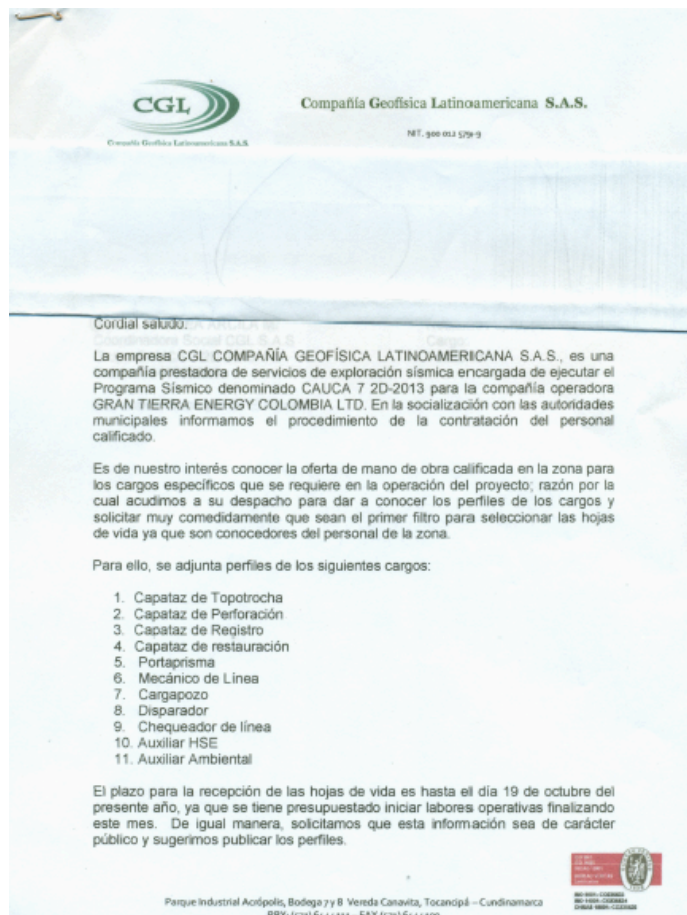 CGL
Compañía Geofísica Latinoamericana S.A.S.
Compañía Geofísica Latinoamericana S.A.S.
NIT.
Cordial saludo.
Coordinadora Social CGL S.A.S
Cargo:
La empresa CGL COMPAÑÍA GEOFÍSICA LATINOAMERICANA S.A.S., es una
compañía prestadora de servicios de exploración sísmica encargada de ejecutar el
Programa Sísmico denominado CAUCA 7 2D-2013 para la compañía operadora
GRAN TIERRA ENERGY COLOMBIA LTD. En la socialización con las autoridades
municipales informamos el procedimiento de la contratación del personal
calificado.
Es de nuestro interés conocer la oferta de mano de obra calificada en la zona para
los cargos específicos que se requiere en la operación del proyecto; razón por la
cual acudimos a su despacho para dar a conocer los perfiles de los cargos y
solicitar muy comedidamente que sean el primer filtro para seleccionar las hojas
de vida ya que son conocedores del personal de la zona.
Para ello, se adjunta perfiles de los siguientes cargos:
1. Capataz de Topotrocha
2. Capataz de Perforación
3. Capataz de Registro
4. Capataz de restauración
5. Portaprisma
6. Mecánico de Línea
7. Cargapozo
8. Disparador
9. Chequeador de línea
10. Auxiliar HSE
11. Auxiliar Ambiental
El plazo para la recepción de las hojas de vida es hasta el día 19 de octubre del
presente año, ya que se tiene presupuestado iniciar labores operativas finalizando
este mes. De igual manera, solicitamos que esta información sea de carácter
público y sugerimos publicar los perfiles.
Parque Industrial Acrópolis, Bodega 7 y 8 Vereda Canavita, Tocancipá – Cundinamarca